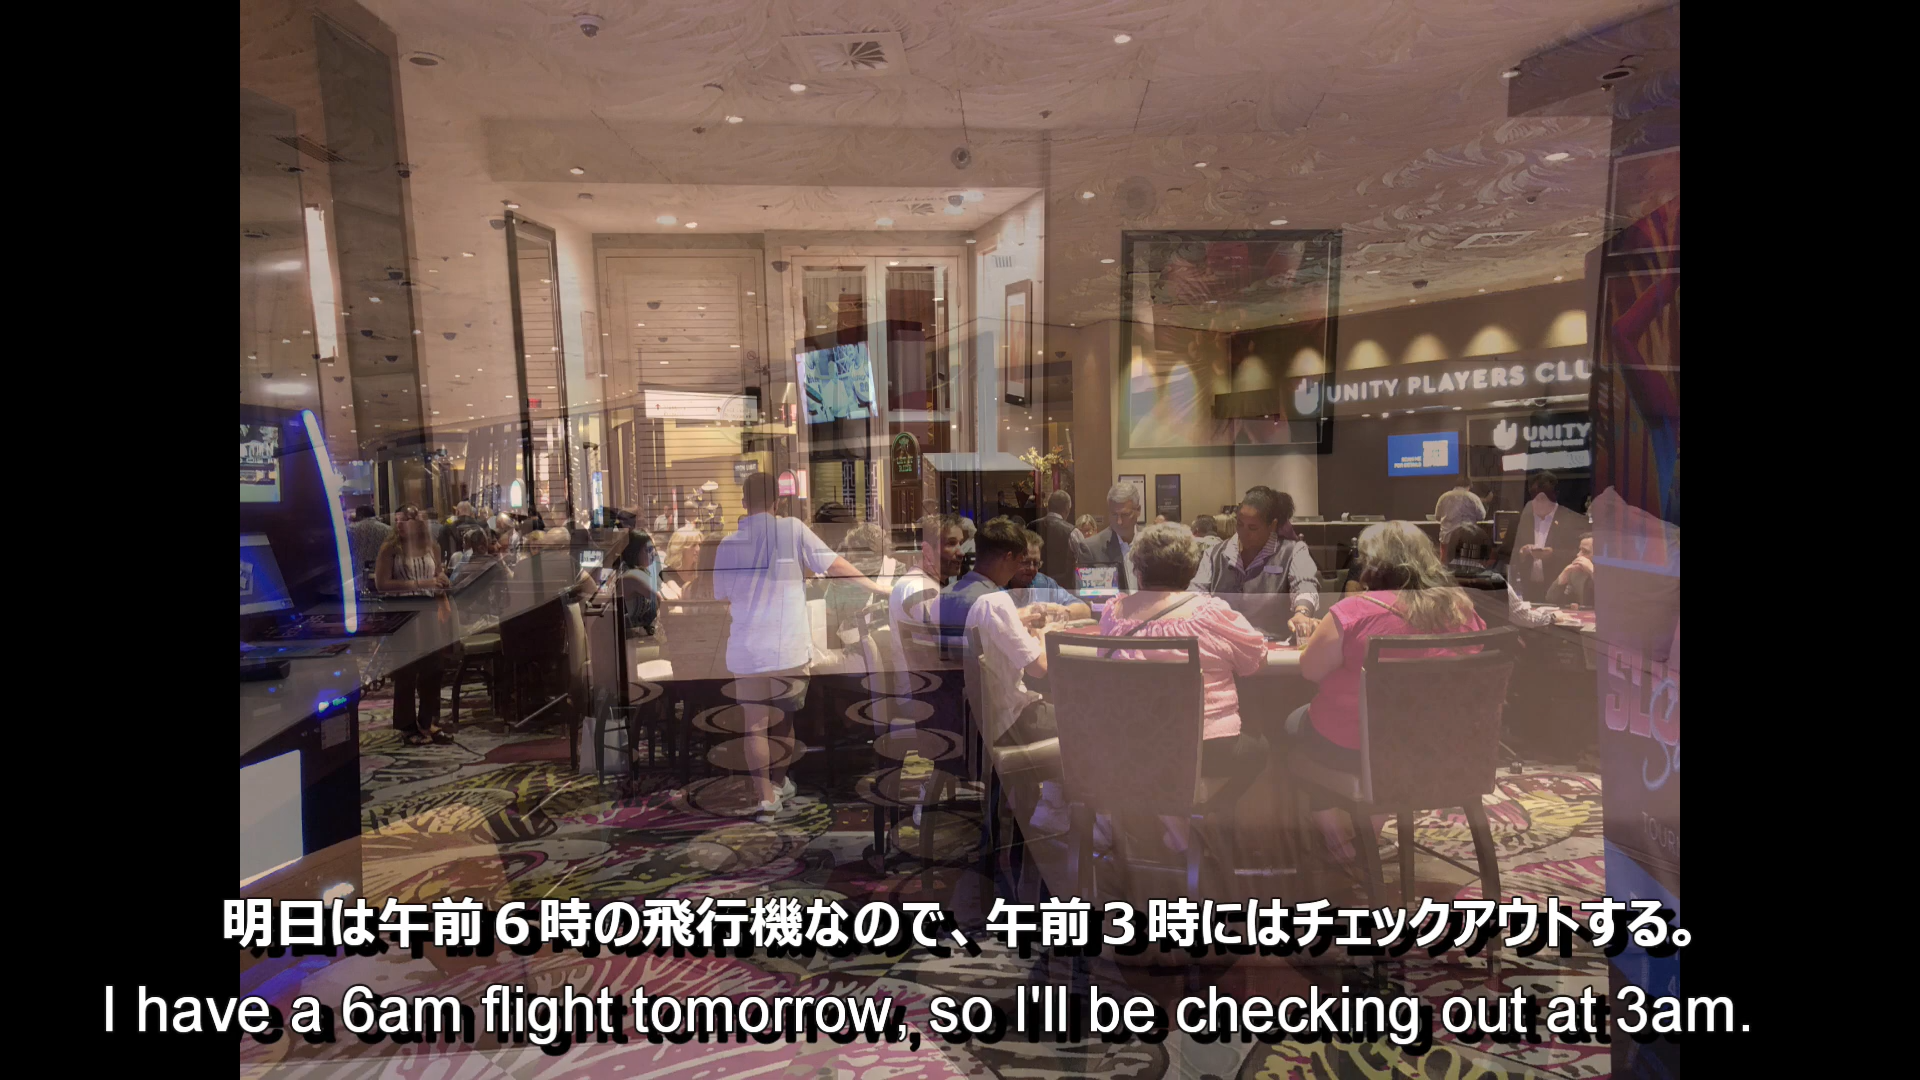 UNITY PLAYERS CLU
UNITY
明日は午前６時の飛行機なので、午前３時にはチェックアウトする。
I have a 6am flight tomorrow, so I'll be checking out at 3am.